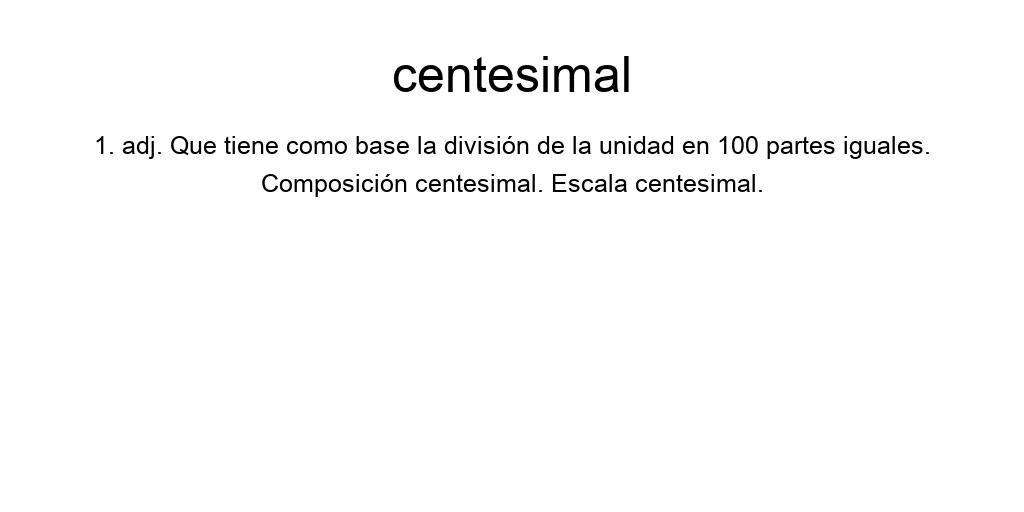 centesimal
1. adj. Que tiene como base la división de la unidad en 100 partes iguales.
Composición centesimal. Escala centesimal.